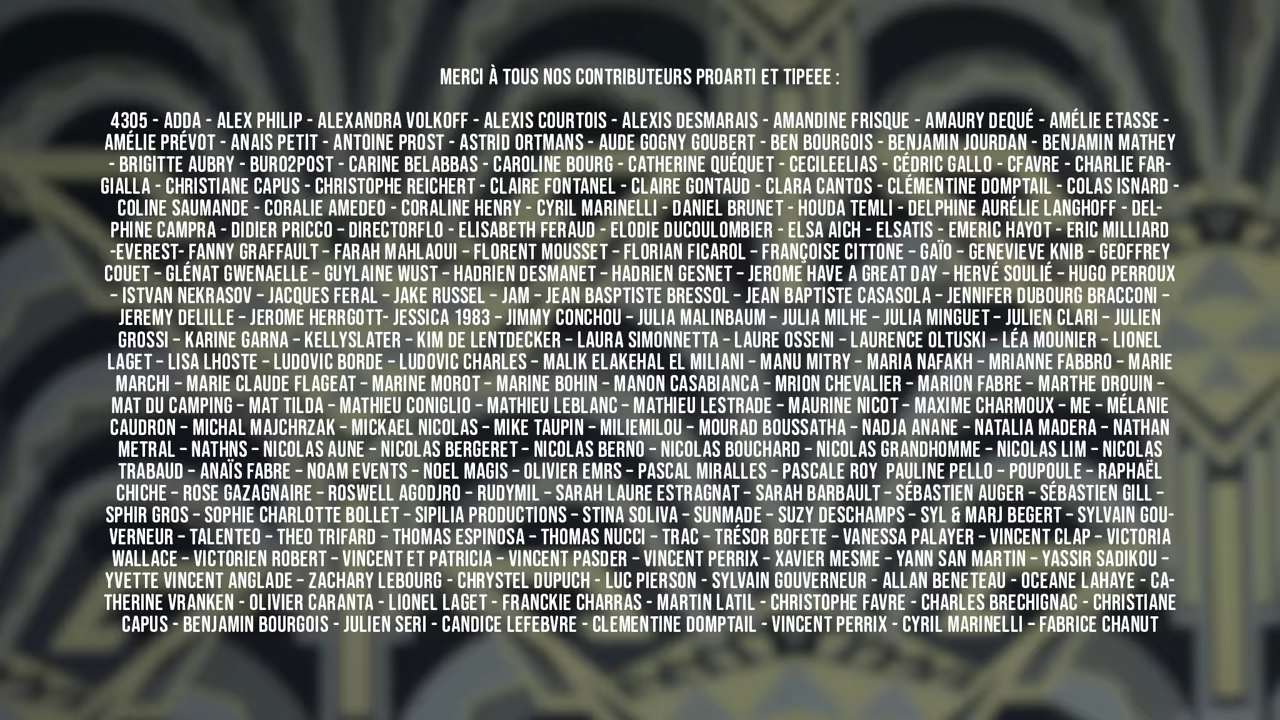 MERCI À TOUS NOS CONTRIBUTEURS PROARTI ET TIPEEE :
4305 - ADDA - ALEX PHILIP - ALEXANDRA VOLKOFF - ALEXIS COURTOIS - ALEXIS DESMARAIS - AMANDINE FRISQUE - AMAURY DEQUÉ - AMÉLIE ETASSE -
AMÉLIE PRÉVOT - ANAIS PETIT - ANTOINE PROST - ASTRID ORTMANS - AUDE GOGNY GOUBERT - BEN BOURGOIS - BENJAMIN JOURDAN - BENJAMIN MATHEY
- BRIGITTE AUBRY - BURO2POST - CARINE BELABBAS - CAROLINE BOURG - CATHERINE QUÉQUET - CECILEELIAS - CÉDRIC GALLO - CFAVRE - CHARLIE FAR-
GIALLA - CHRISTIANE CAPUS - CHRISTOPHE REICHERT - CLAIRE FONTANEL - CLAIRE GONTAUD - CLARA CANTOS - CLÉMENTINE DOMPTAIL - COLAS ISNARD -
COLINE SAUMANDE - CORALIE AMEDEO - CORALINE HENRY - CYRIL MARINELLI - DANIEL BRUNET - HOUDA TEMLI - DELPHINE AURÉLIE LANGHOFF - DEL-
PHINE CAMPRA - DIDIER PRICCO – DIRECTORFLO - ELISABETH FERAUD - ELODIE DUCOULOMBIER - ELSA AICH - ELSATIS - EMERIC HAYOT - ERIC MILLIARD
-EVEREST- FANNY GRAFFAULT – FARAH MAHLAOUI – FLORENT MOUSSET – FLORIAN FICAROL – FRANÇOISE CITTONE - GAÏO - GENEVIEVE KNIB – GEOFFREY
COUET – GLÉNAT GWENAELLE – GUYLAINE WUST – HADRIEN DESMANET – HADRIEN GESNET – JEROME HAVE A GREAT DAY – HERVÉ SOULIÉ – HUGO PERROUX
– ISTVAN NEKRASOV – JACQUES FERAL – JAKE RUSSEL – JAM – JEAN BASPTISTE BRESSOL – JEAN BAPTISTE CASASOLA – JENNIFER DUBOURG BRACCONI –
JEREMY DELILLE – JEROME HERRGOTT- JESSICA 1983 – JIMMY CONCHOU – JULIA MALINBAUM – JULIA MILHE – JULIA MINGUET – JULIEN CLARI – JULIEN
GROSSI – KARINE GARNA – KELLYSLATER – KIM DE LENTDECKER – LAURA SIMONNETTA – LAURE OSSENI – LAURENCE OLTUSKI – LÉA MOUNIER – LIONEL
LAGET – LISA LHOSTE – LUDOVIC BORDE – LUDOVIC CHARLES – MALIK ELAKEHAL EL MILIANI – MANU MITRY – MARIA NAFAKH – MRIANNE FABBRO – MARIE
MARCHI – MARIE CLAUDE FLAGEAT – MARINE MOROT – MARINE BOHIN – MANON CASABIANCA – MRION CHEVALIER – MARION FABRE – MARTHE DROUIN –
MAT DU CAMPING – MAT TILDA – MATHIEU CONIGLIO – MATHIEU LEBLANC – MATHIEU LESTRADE – MAURINE NICOT – MAXIME CHARMOUX – ME – MÉLANIE
CAUDRON – MICHAL MAJCHRZAK – MICKAEL NICOLAS – MIKE TAUPIN – MILIEMILOU – MOURAD BOUSSATHA – NADJA ANANE – NATALIA MADERA – NATHAN
METRAL – NATHNS – NICOLAS AUNE – NICOLAS BERGERET – NICOLAS BERNO – NICOLAS BOUCHARD – NICOLAS GRANDHOMME – NICOLAS LIM – NICOLAS
TRABAUD – ANAÏS FABRE – NOAM EVENTS – NOEL MAGIS – OLIVIER EMRS – PASCAL MIRALLES – PASCALE ROY PAULINE PELLO – POUPOULE – RAPHAËL
CHICHE – ROSE GAZAGNAIRE – ROSWELL AGODJRO – RUDYMIL – SARAH LAURE ESTRAGNAT – SARAH BARBAULT – SÉBASTIEN AUGER – SÉBASTIEN GILL –
SPHIR GROS – SOPHIE CHARLOTTE BOLLET – SIPILIA PRODUCTIONS – STINA SOLIVA – SUNMADE – SUZY DESCHAMPS – SYL & MARJ BEGERT – SYLVAIN GOU-
VERNEUR – TALENTEO – THEO TRIFARD – THOMAS ESPINOSA – THOMAS NUCCI – TRAC – TRÉSOR BOFETE – VANESSA PALAYER – VINCENT CLAP – VICTORIA
WALLACE – VICTORIEN ROBERT – VINCENT ET PATRICIA – VINCENT PASDER – VINCENT PERRIX – XAVIER MESME – YANN SAN MARTIN – YASSIR SADIKOU –
YVETTE VINCENT ANGLADE – ZACHARY LEBOURG - CHRYSTEL DUPUCH - LUC PIERSON - SYLVAIN GOUVERNEUR - ALLAN BENETEAU - OCEANE LAHAYE - CA-
THERINE VRANKEN - OLIVIER CARANTA - LIONEL LAGET - FRANCKIE CHARRAS - MARTIN LATIL - CHRISTOPHE FAVRE - CHARLES BRECHIGNAC - CHRISTIANE
CAPUS - BENJAMIN BOURGOIS - JULIEN SERI - CANDICE LEFEBVRE - CLEMENTINE DOMPTAIL - VINCENT PERRIX - CYRIL MARINELLI – FABRICE CHANUT